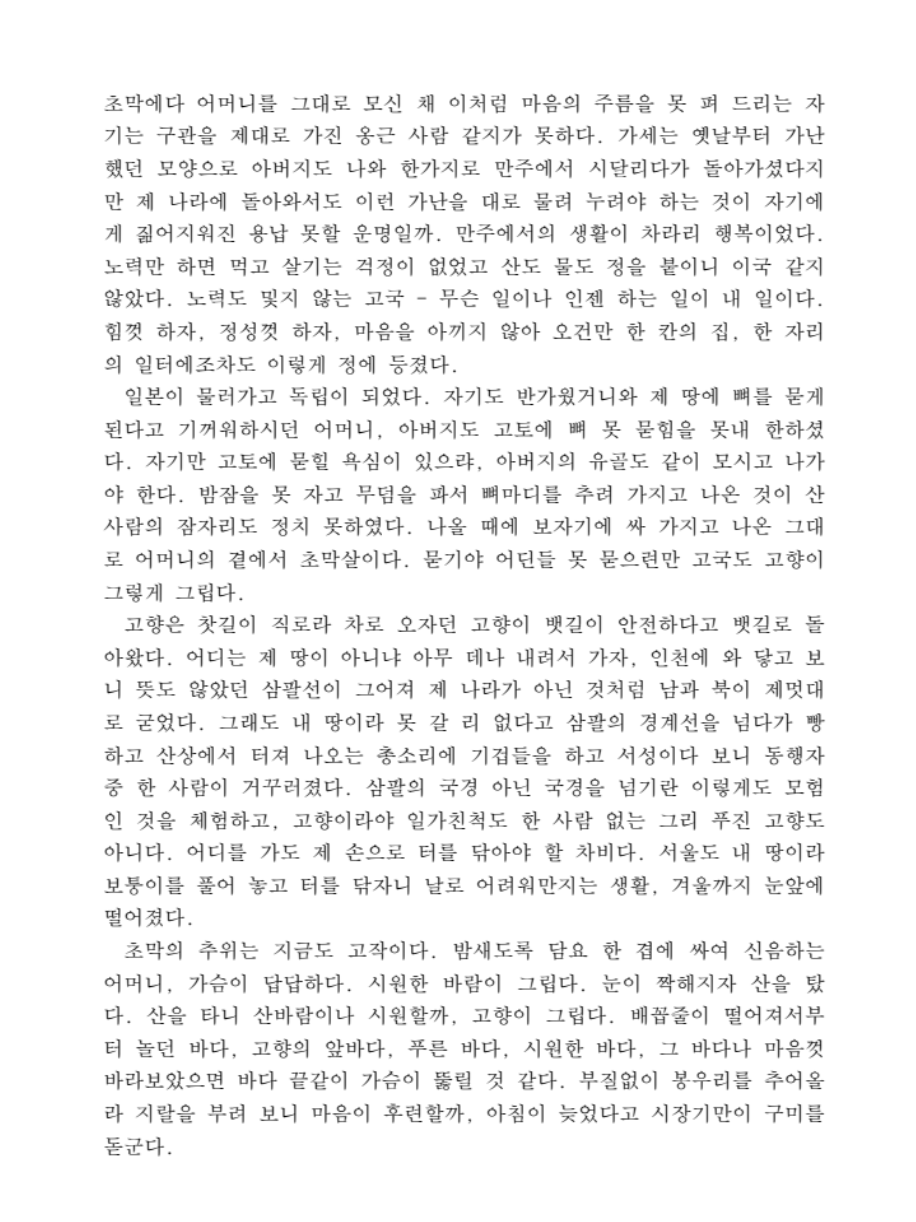 초막에다 어머니를 그대로 모신 채 이처럼 마음의 주름을 못 펴 드리는 자
기는 구관을 제대로 가진 옹근 사람 같지가 못하다. 가세는 옛날부터 가난
했던 모양으로 아버지도 나와 한가지로 만주에서 시달리다가 돌아가셨다지
만 제 나라에 돌아와서도 이런 가난을 대로 물려 누려야 하는 것이 자기에
게 짊어지워진 용납 못할 운명일까. 만주에서의 생활이 차라리 행복이었다.
노력만 하면 먹고 살기는 걱정이 없었고 산도 물도 정을 붙이니 이국 같지
않았다. 노력도 믿지 않는 고국 - 무슨 일이나 인젠 하는 일이 내 일이다.
힘껏 하자, 정성껏 하자, 마음을 아끼지 않아 오건만 한 칸의 집, 한 자리
의 일터에조차도 이렇게 정에 등졌다.
일본이 물러가고 독립이 되었다. 자기도 반가웠거니와 제 땅에 뼈를 묻게
된다고 기꺼워하시던 어머니, 아버지도 고토에 뼈 못 묻힘을 못내 한하셨
다. 자기만 고토에 묻힐 욕심이 있으랴, 아버지의 유골도 같이 모시고 나가
야 한다. 밤잠을 못 자고 무덤을 파서 뼈마디를 추려 가지고 나온 것이 산
사람의 잠자리도 정치 못하였다. 나올 때에 보자기에 싸 가지고 나온 그대
로 어머니의 곁에서 초막살이다. 묻기야 어딘들 못 묻으련만 고국도 고향이
그렇게 그립다.
고향은 찻길이 직로라 차로 오자던 고향이 뱃길이 안전하다고 뱃길로 돌
아왔다. 어디는 제 땅이 아니냐 아무 데나 내려서 가자, 인천에 와 닿고 보
니 뜻도 않았던 삼팔선이 그어져 제 나라가 아닌 것처럼 남과 북이 제멋대
로 굳었다. 그래도 내 땅이라 못 갈 리 없다고 삼팔의 경계선을 넘다가 빵
하고 산상에서 터져 나오는 총소리에 기겁들을 하고 서성이다 보니 동행자
중 한 사람이 거꾸러졌다. 삼팔의 국경 아닌 국경을 넘기란 이렇게도 모험
인 것을 체험하고, 고향이라야 일가친척도 한 사람 없는 그리 푸진 고향도
아니다. 어디를 가도 제 손으로 터를 닦아야 할 차비다. 서울도 내 땅이라
보퉁이를 풀어 놓고 터를 닦자니 날로 어려워만지는 생활, 겨울까지 눈앞에
떨어졌다.
초막의 추위는 지금도 고작이다. 밤새도록 담요 한 겹에 싸여 신음하는
어머니, 가슴이 답답하다. 시원한 바람이 그립다. 눈이 짝해지자 산을 탔
다. 산을 타니 산바람이나 시원할까, 고향이 그립다. 배꼽줄이 떨어져서부
터 놀던 바다, 고향의 앞바다, 푸른 바다, 시원한 바다, 그 바다나 마음껏
바라보았으면 바다 끝같이 가슴이 뚫릴 것 같다. 부질없이 봉우리를 추어올
라 지랄을 부려 보니 마음이 후련할까, 아침이 늦었다고 시장기만이 구미를
돋군다.